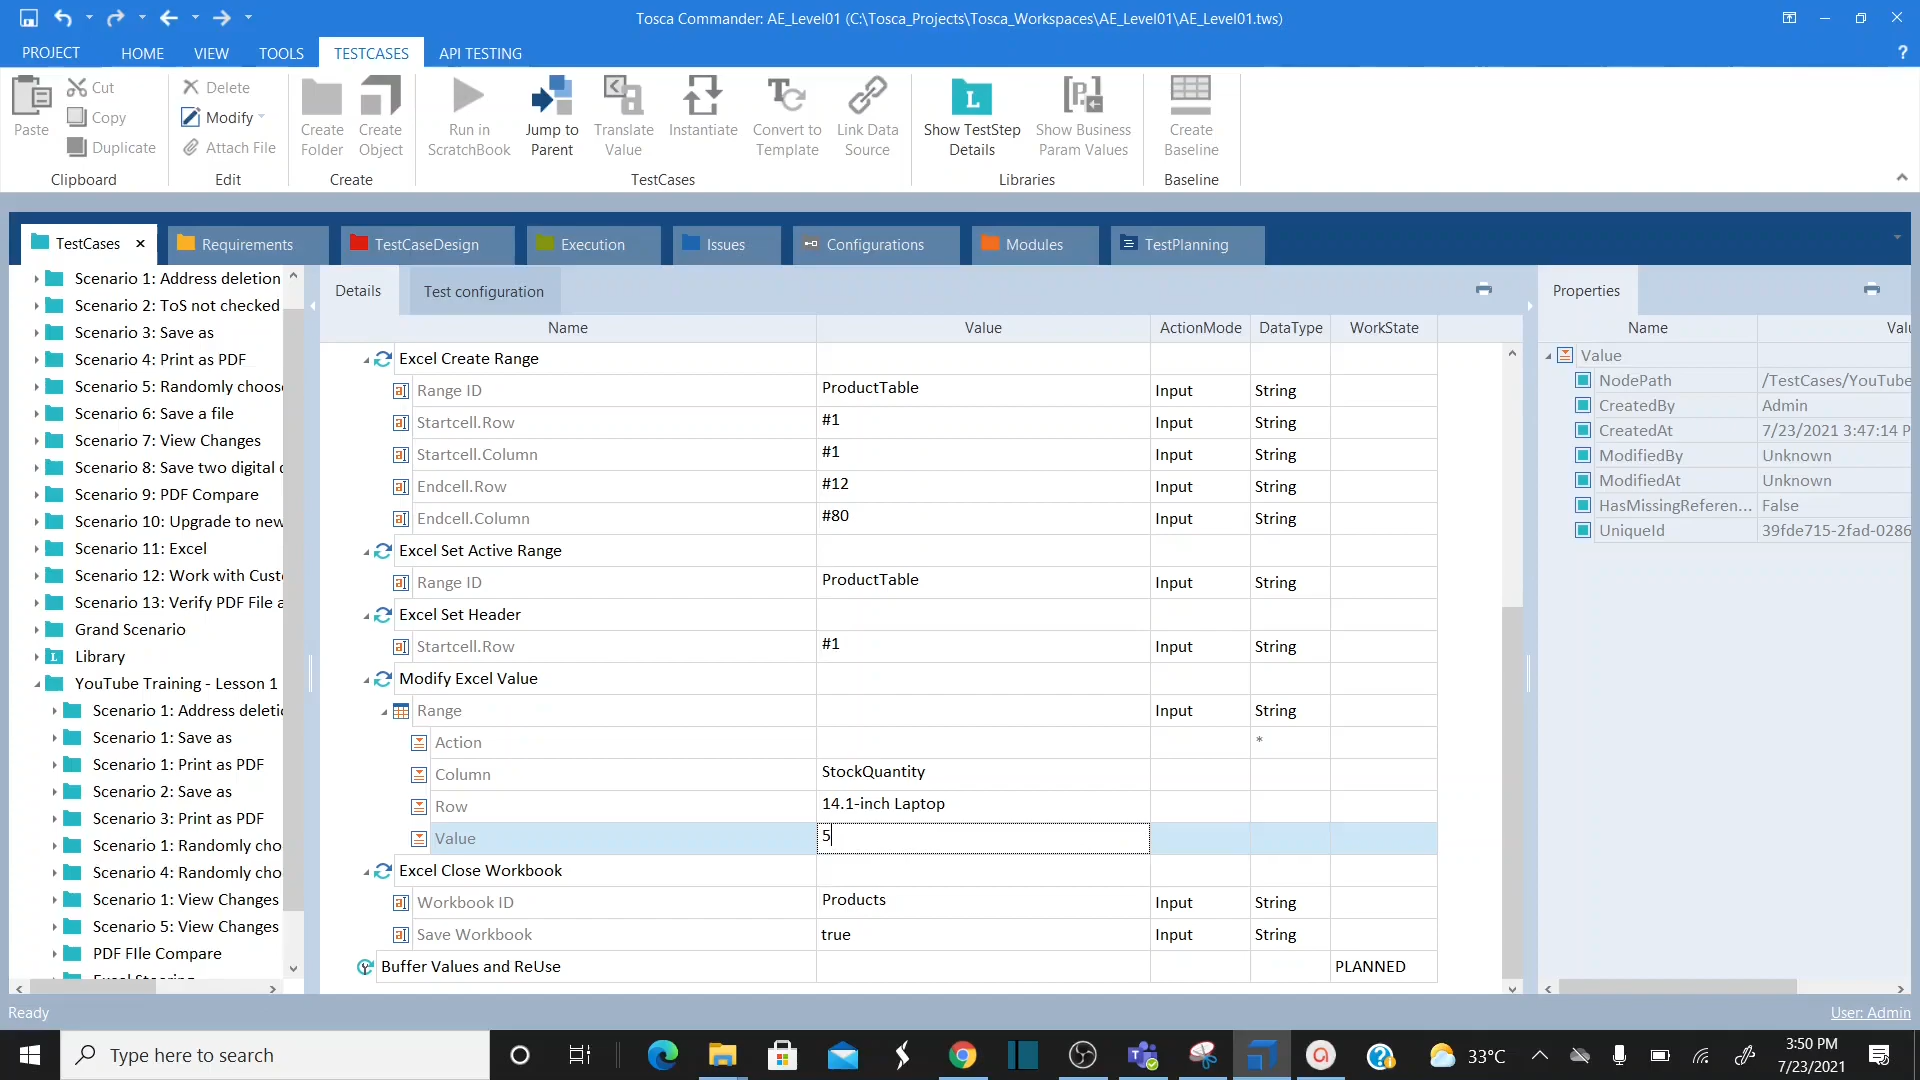 Tosca Commander: AE_Level01 (C:\Tosca_Projects\Tosca_Workspaces\AE_Level01\AE_Level01.tws)
PROJECT HOME VIEW TOOLS TESTCASES API TESTING ?
Paste Cut Copy Duplicate Clipboard
Delete Modify Attach File Edit
Create Folder Create Object Create
Run in ScratchBook Jump to Parent Translate Value Instantiate Convert to Template Link Data Source TestCases
Show TestStep Details Show Business Param Values Libraries
Create Baseline Baseline
TestCases Requirements TestCaseDesign Execution Issues Configurations Modules TestPlanning
Scenario 1: Address deletion
Scenario 2: ToS not checked
Scenario 3: Save as
Scenario 4: Print as PDF
Scenario 5: Randomly choos
Scenario 6: Save a file
Scenario 7: View Changes
Scenario 8: Save two digital
Scenario 9: PDF Compare
Scenario 10: Upgrade to new
Scenario 11: Excel
Scenario 12: Work with Cust
Scenario 13: Verify PDF File a
Grand Scenario
L Library
YouTube Training - Lesson 1
Scenario 1: Address deleti
Scenario 1: Save as
Scenario 1: Print as PDF
Scenario 2: Save as
Scenario 3: Print as PDF
Scenario 1: Randomly cho
Scenario 4: Randomly cho
Scenario 1: View Changes
Scenario 5: View Changes
PDF FIle Compare
Details Test configuration
Name Value ActionMode DataType WorkState
Excel Create Range
Range ID ProductTable Input String
Startcell.Row #1 Input String
Startcell.Column #1 Input String
Endcell.Row #12 Input String
Endcell.Column #80 Input String
Excel Set Active Range
Range ID ProductTable Input String
Excel Set Header
Startcell.Row #1 Input String
Modify Excel Value
Range Input String
Action *
Column StockQuantity
Row 14.1-inch Laptop
Value 5
Excel Close Workbook
Workbook ID Products Input String
Save Workbook true Input String
Buffer Values and ReUse PLANNED
Properties
Name Valu
Value
NodePath /TestCases/YouTube
CreatedBy Admin
CreatedAt 7/23/2021 3:47:14 P
ModifiedBy Unknown
ModifiedAt Unknown
HasMissingReferen... False
UniqueId 39fde715-2fad-0286
Ready User: Admin
Type here to search 33°C 3:50 PM
7/23/2021